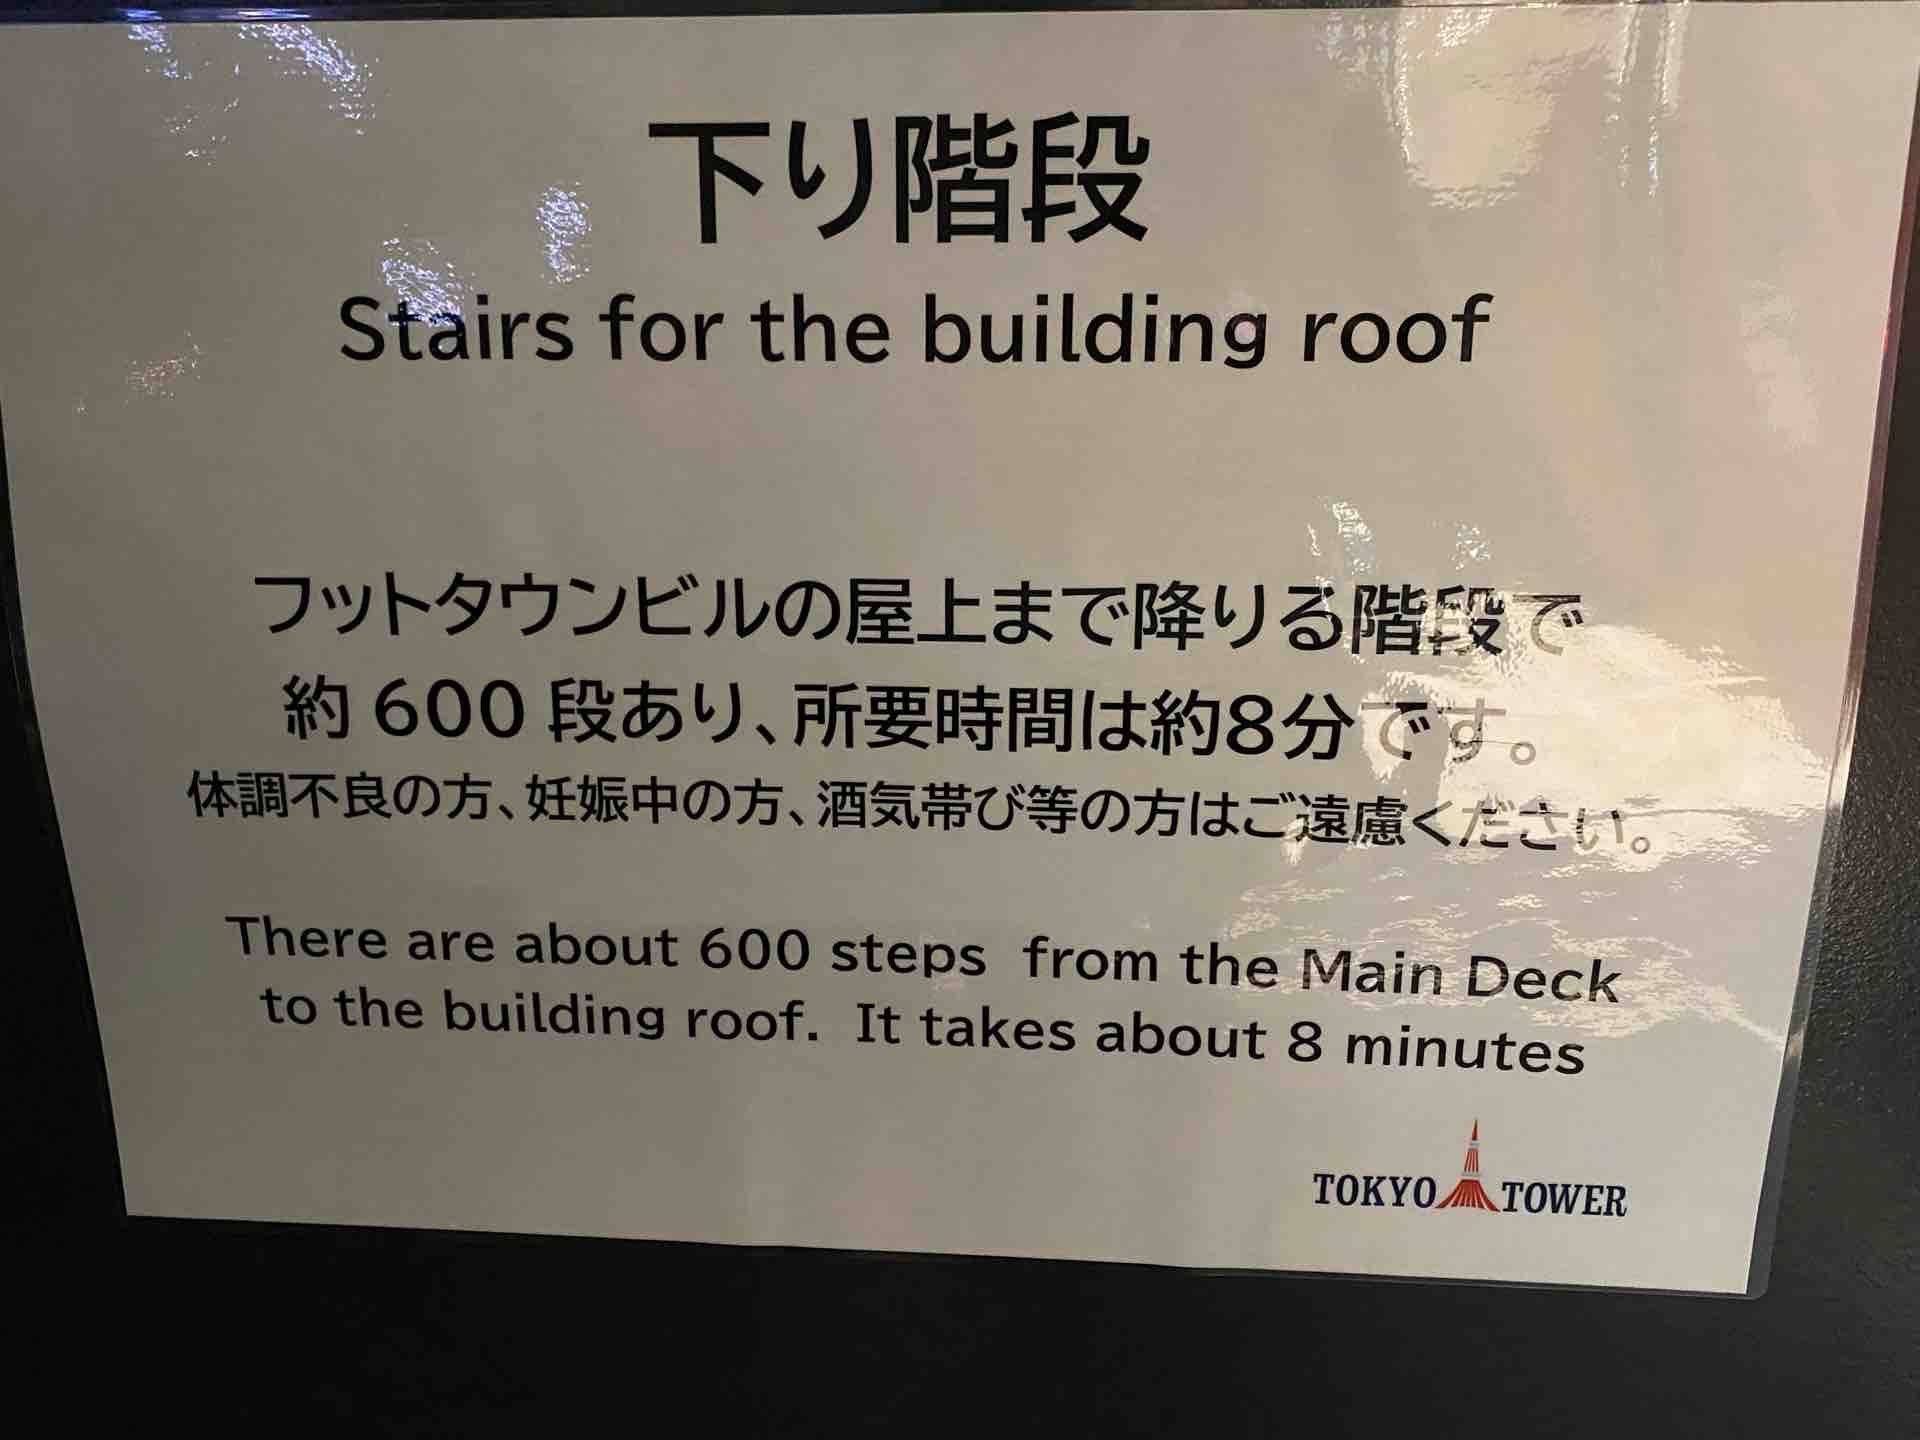 下り階段
Stairs for the building roof
フットタウンビルの屋上まで降りる階段で
約600段あり、所要時間は約8分です。
体調不良の方、妊娠中の方、酒気帯び等の方はご遠慮ください。
There are about 600 steps from the Main Deck
to the building roof. It takes about 8 minutes
TOKYO TOWER